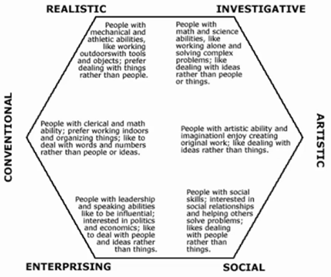 REALISTIC
INVESTIGATIVE
People with
mechanical and
athletic abilities,
like working
outdoorswith tools
and objects; prefer
dealing with things
rather than people.
People with
math and science
abilities, like
working alone and
solving complex
problems; like
dealing with ideas
rather than people
or things.
CONVENTIONAL
People with clerical and math
ability; prefer working indoors
and organizing things; like to
deal with words and numbers
rather than people or ideas.
People with artistic ability and
imagination! enjoy creating
original work; like dealing with
ideas rather than things.
ARTISTIC
People with leadership
and speaking abilities
like to be influential;
interested in politics
and economics; like
to deal with people
and ideas rather
than things.
People with social
skills; interested in
social relationships
and helping others
solve problems;
likes dealing
with people
rather than
things.
ENTERPRISING
SOCIAL